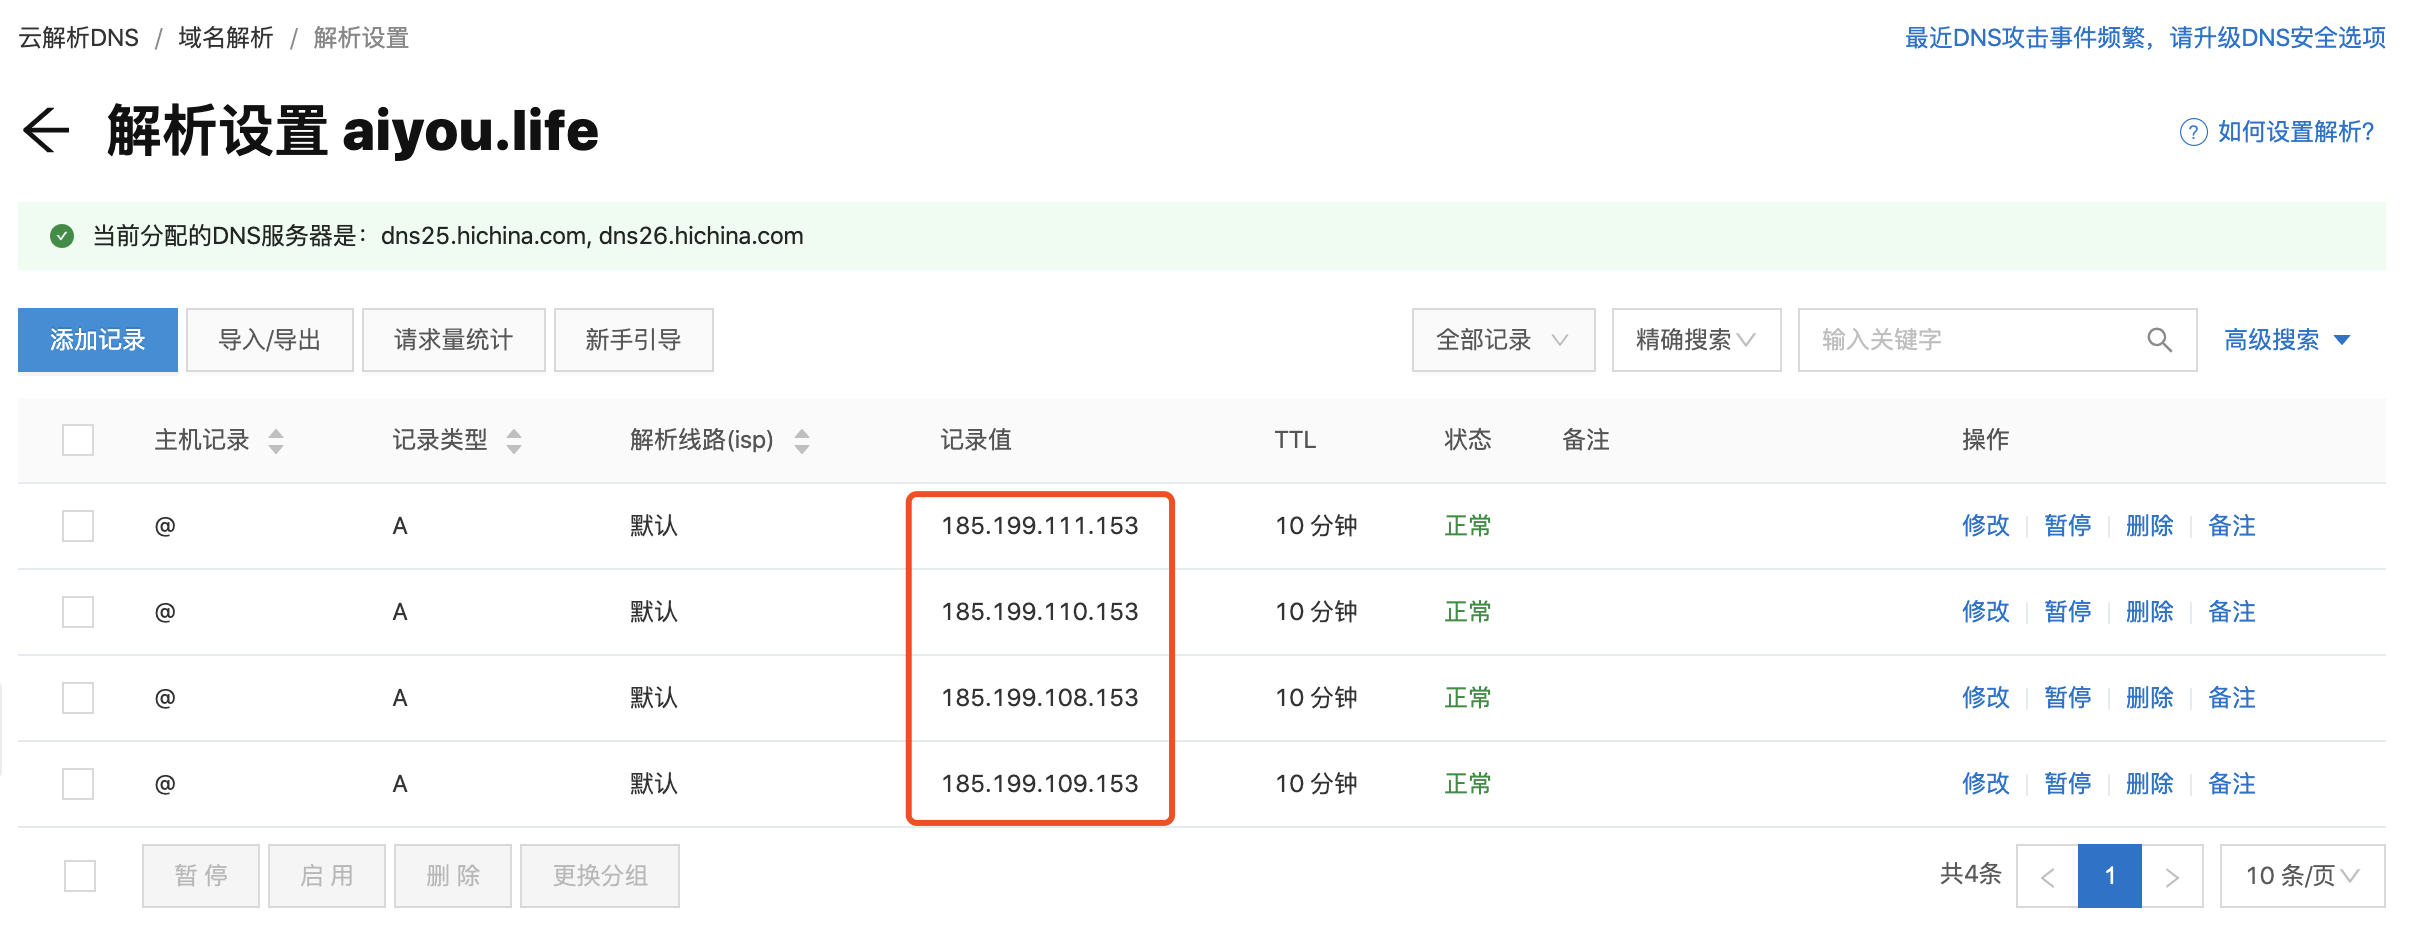 云解析DNS / 域名解析 / 解析设置
最近DNS攻击事件频繁，请升级DNS安全选项
解析设置 aiyou.life
? 如何设置解析?
当前分配的DNS服务器是：dns25.hichina.com, dns26.hichina.com
添加记录 导入/导出 请求量统计 新手引导 全部记录 精确搜索 输入关键字 高级搜索
主机记录 记录类型 解析线路(isp) 记录值 TTL 状态 备注 操作
@ A 默认 185.199.111.153 10 分钟 正常 修改 暂停 删除 备注
@ A 默认 185.199.110.153 10 分钟 正常 修改 暂停 删除 备注
@ A 默认 185.199.108.153 10 分钟 正常 修改 暂停 删除 备注
@ A 默认 185.199.109.153 10 分钟 正常 修改 暂停 删除 备注
暂 停 启 用 删 除 更换分组 共4条 < 1 > 10 条/页